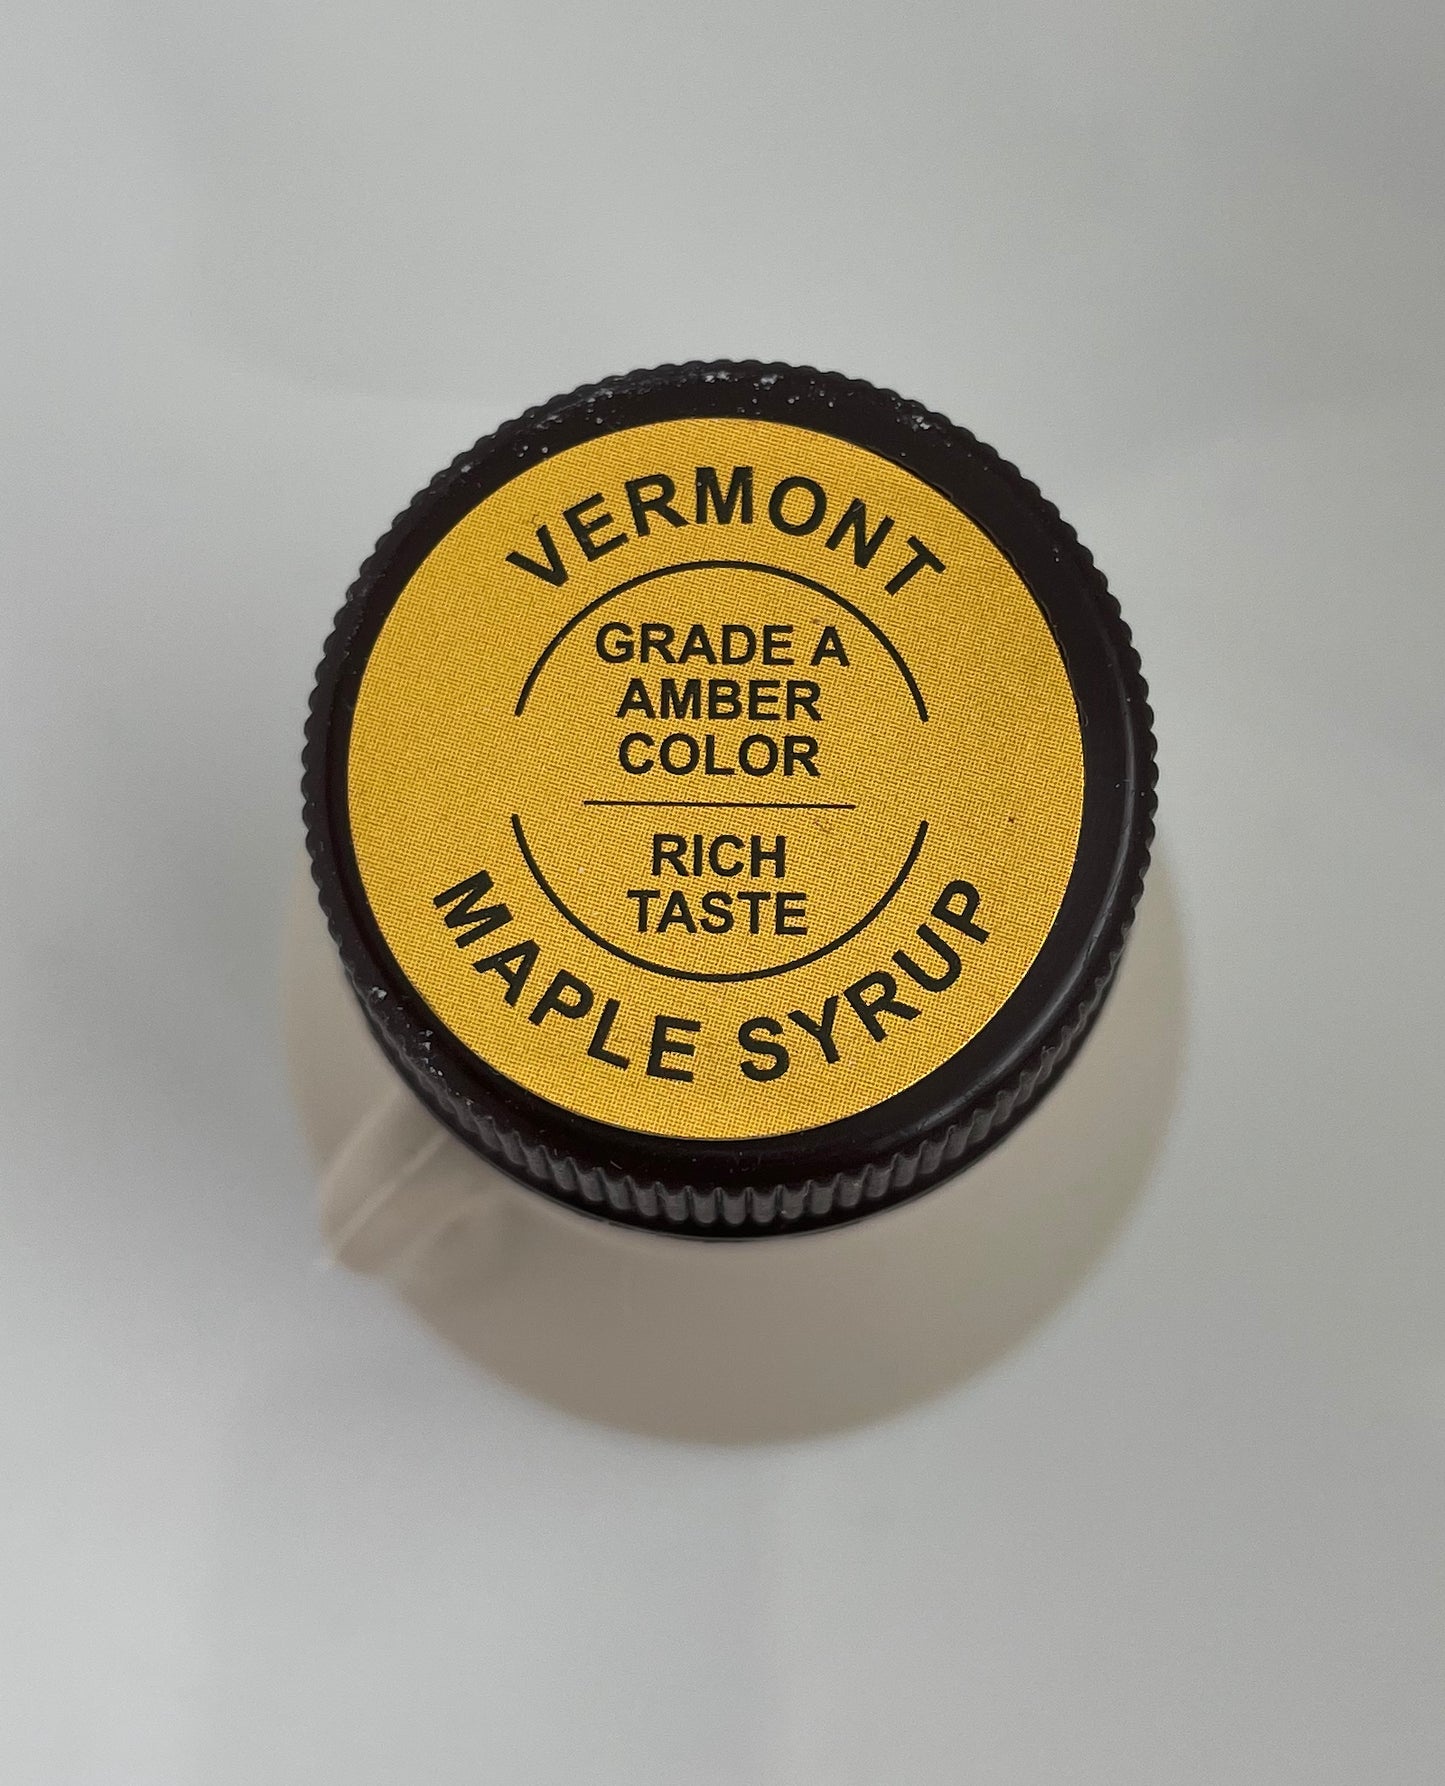 VERMONT
GRADE A
AMBER
COLOR
RICH
TASTE
MAPLE SYRUP